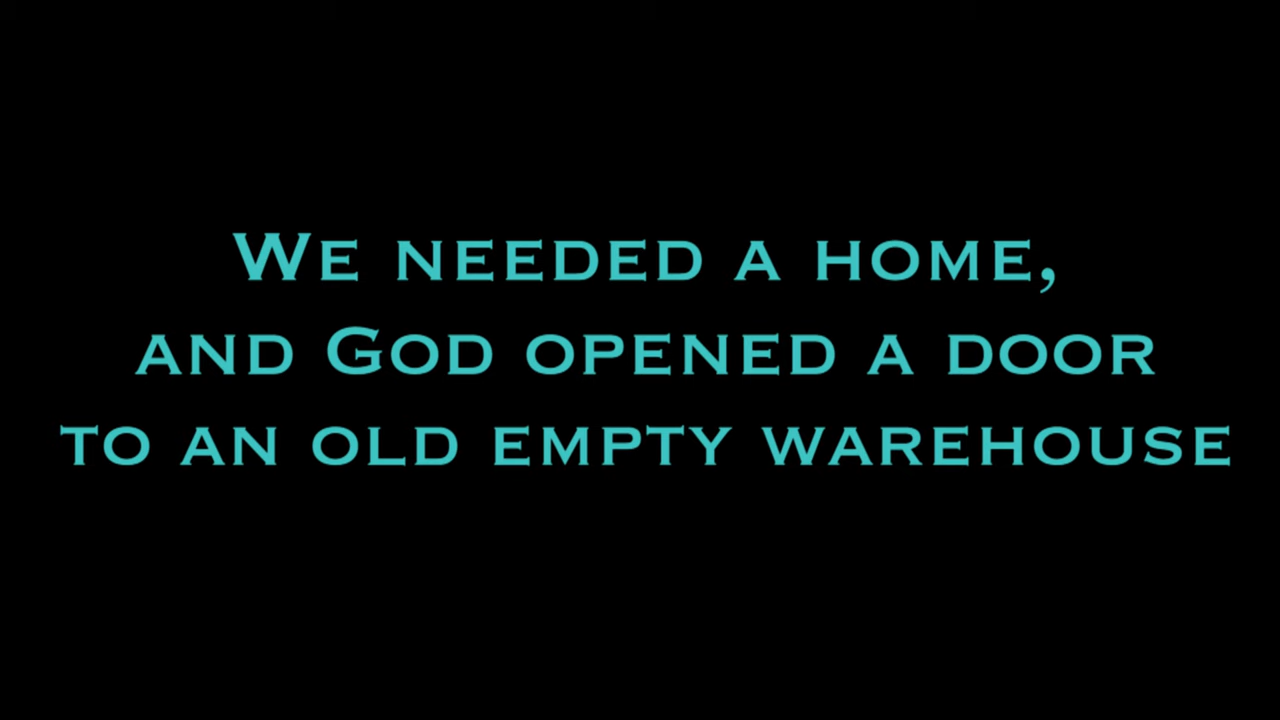 We needed a home,
and God opened a door
to an old empty warehouse